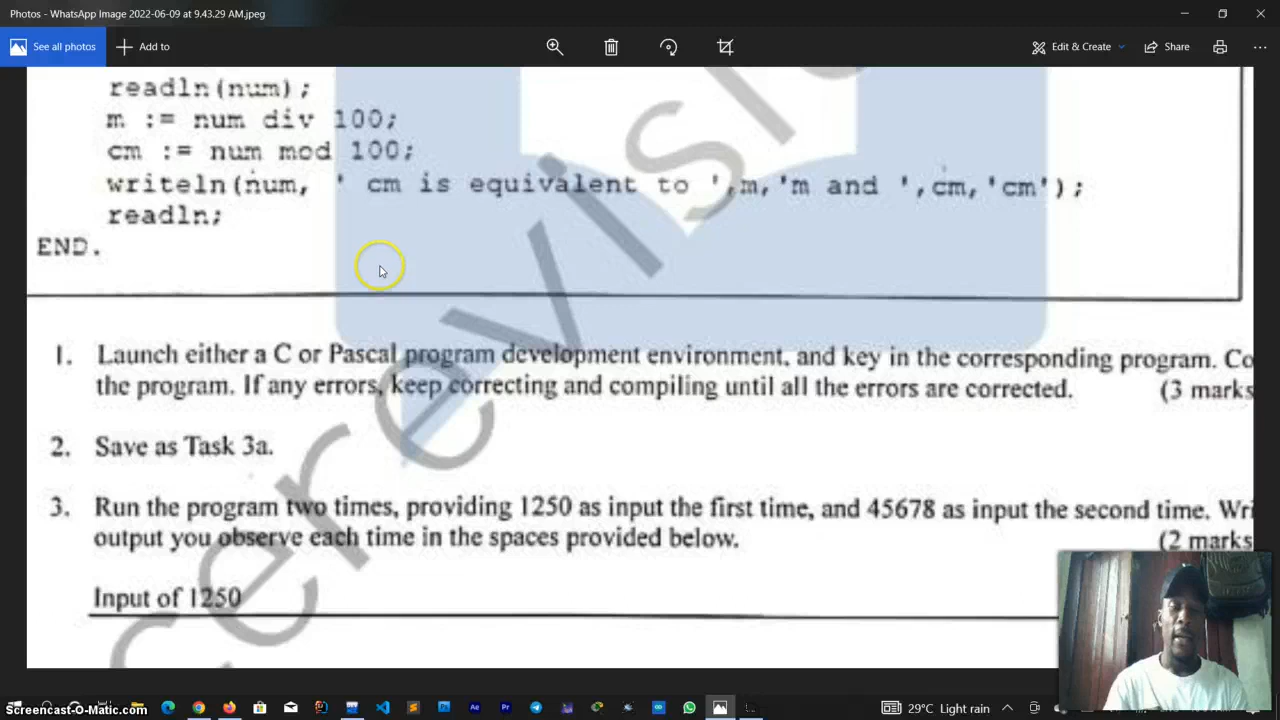 Photos - WhatsApp Image 2022-06-09 at 9.43.29 AM.jpeg
See all photos
Add to
Edit & Create
Share
readln(num);
m := num div 100;
cm := num mod 100;
writeln(num, ' cm is equivalent to ',m,'m and ',cm,'cm');
readln;
END.
1. Launch either a C or Pascal program development environment, and key in the corresponding program. Co
the program. If any errors, keep correcting and compiling until all the errors are corrected. (3 marks
2. Save as Task 3a.
3. Run the program two times, providing 1250 as input the first time, and 45678 as input the second time. Wri
output you observe each time in the spaces provided below. (2 marks
Input of 1250
cerevisi
Screencast-O-Matic.com
29°C Light rain